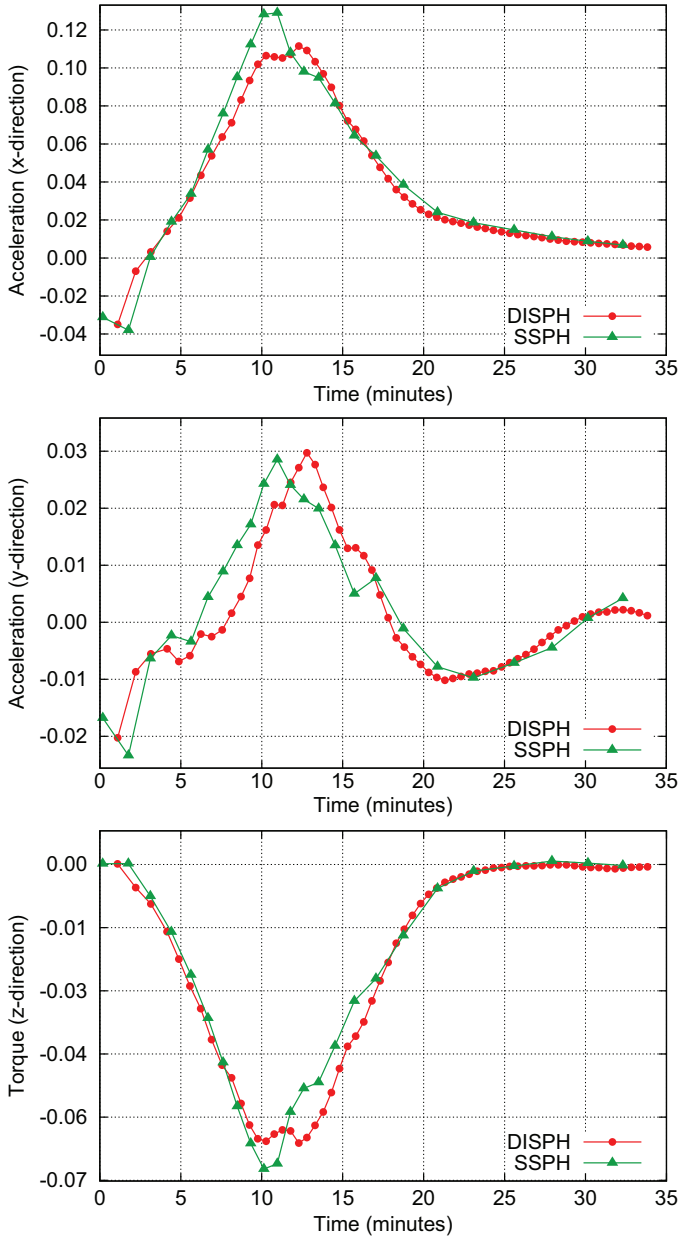 0.12
0.10
0.08
0.06
0.04
0.02
0.00
-0.02
-0.04
Acceleration (x-direction)
DISPH
SSPH
0 5 10 15 20 25 30 35
Time (minutes)
0.03
0.02
0.01
0.00
-0.01
-0.02
Acceleration (y-direction)
DISPH
SSPH
0 5 10 15 20 25 30 35
Time (minutes)
0.00
-0.01
-0.03
-0.04
-0.06
-0.07
Torque (z-direction)
DISPH
SSPH
0 5 10 15 20 25 30 35
Time (minutes)